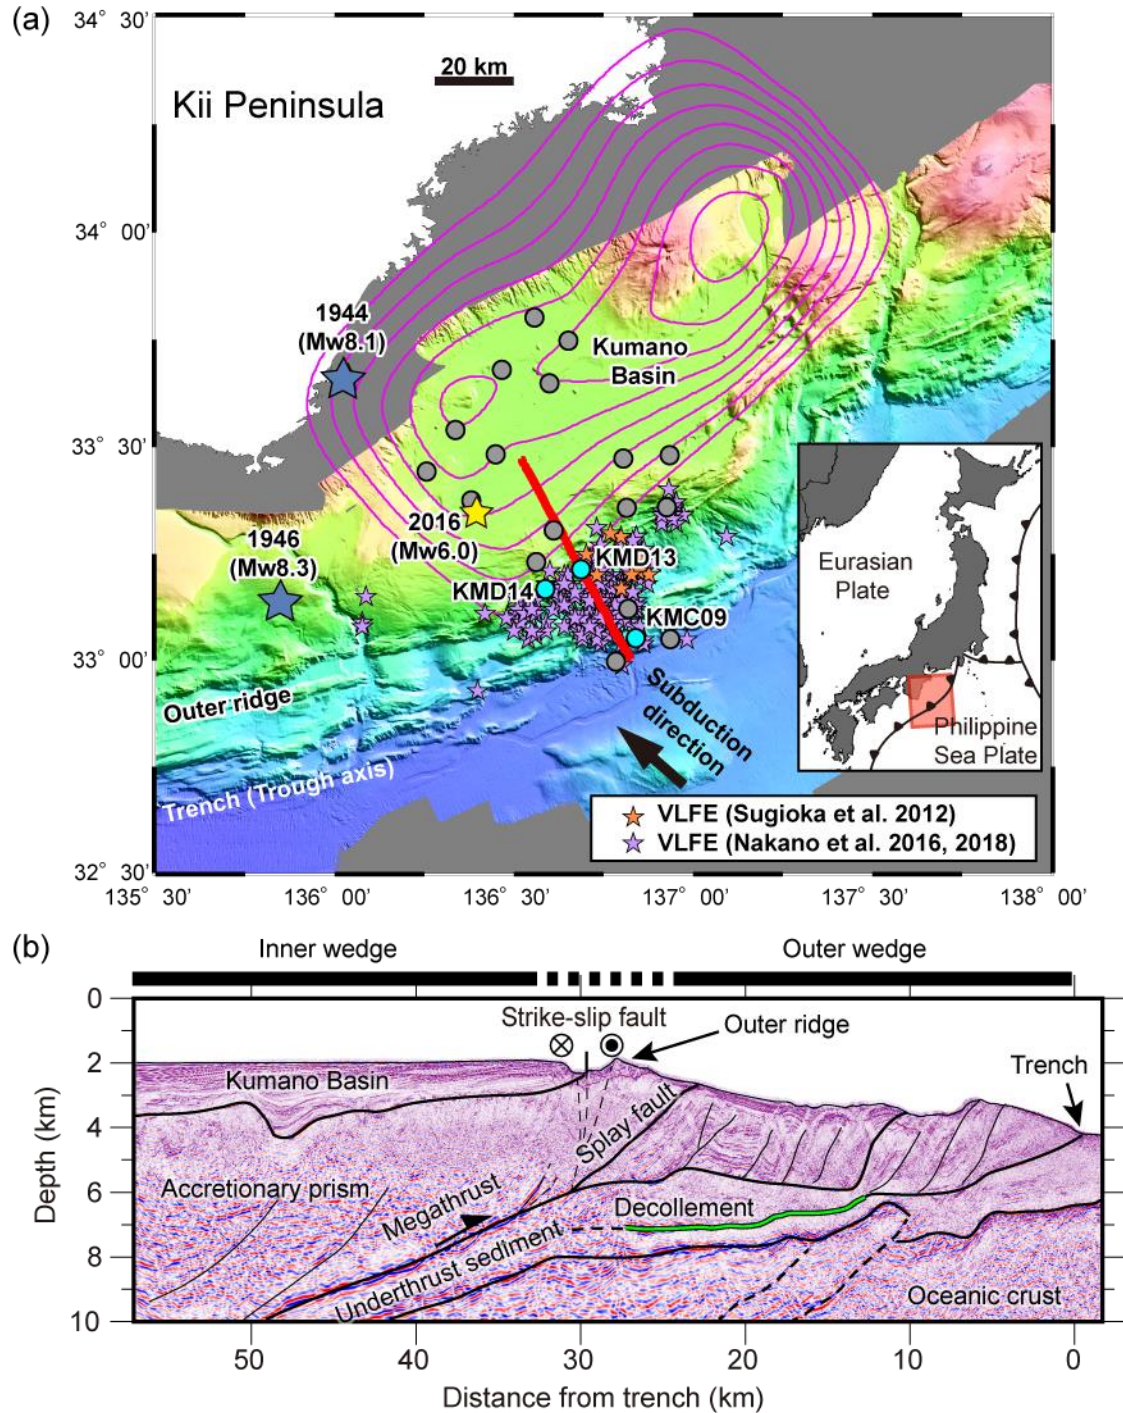 (a)
34° 30'
34° 00'
33° 30'
33° 00'
32° 30'
135° 30'
136° 00'
136° 30'
137° 00'
137° 30'
138° 00'
Kii Peninsula
20 km
1944
(Mw8.1)
Kumano
Basin
2016
(Mw6.0)
1946
(Mw8.3)
KMD13
KMD14
KMC09
Outer ridge
Trench (Trough axis)
Subduction
direction
Eurasian
Plate
Philippine
Sea Plate
VLFE (Sugioka et al. 2012)
VLFE (Nakano et al. 2016, 2018)
(b)
Inner wedge
Outer wedge
Strike-slip fault
Outer ridge
Trench
Kumano Basin
Splay fault
Accretionary prism
Megathrust
Decollement
Underthrust sediment
Oceanic crust
Depth (km)
0
2
4
6
8
10
50
40
30
20
10
0
Distance from trench (km)